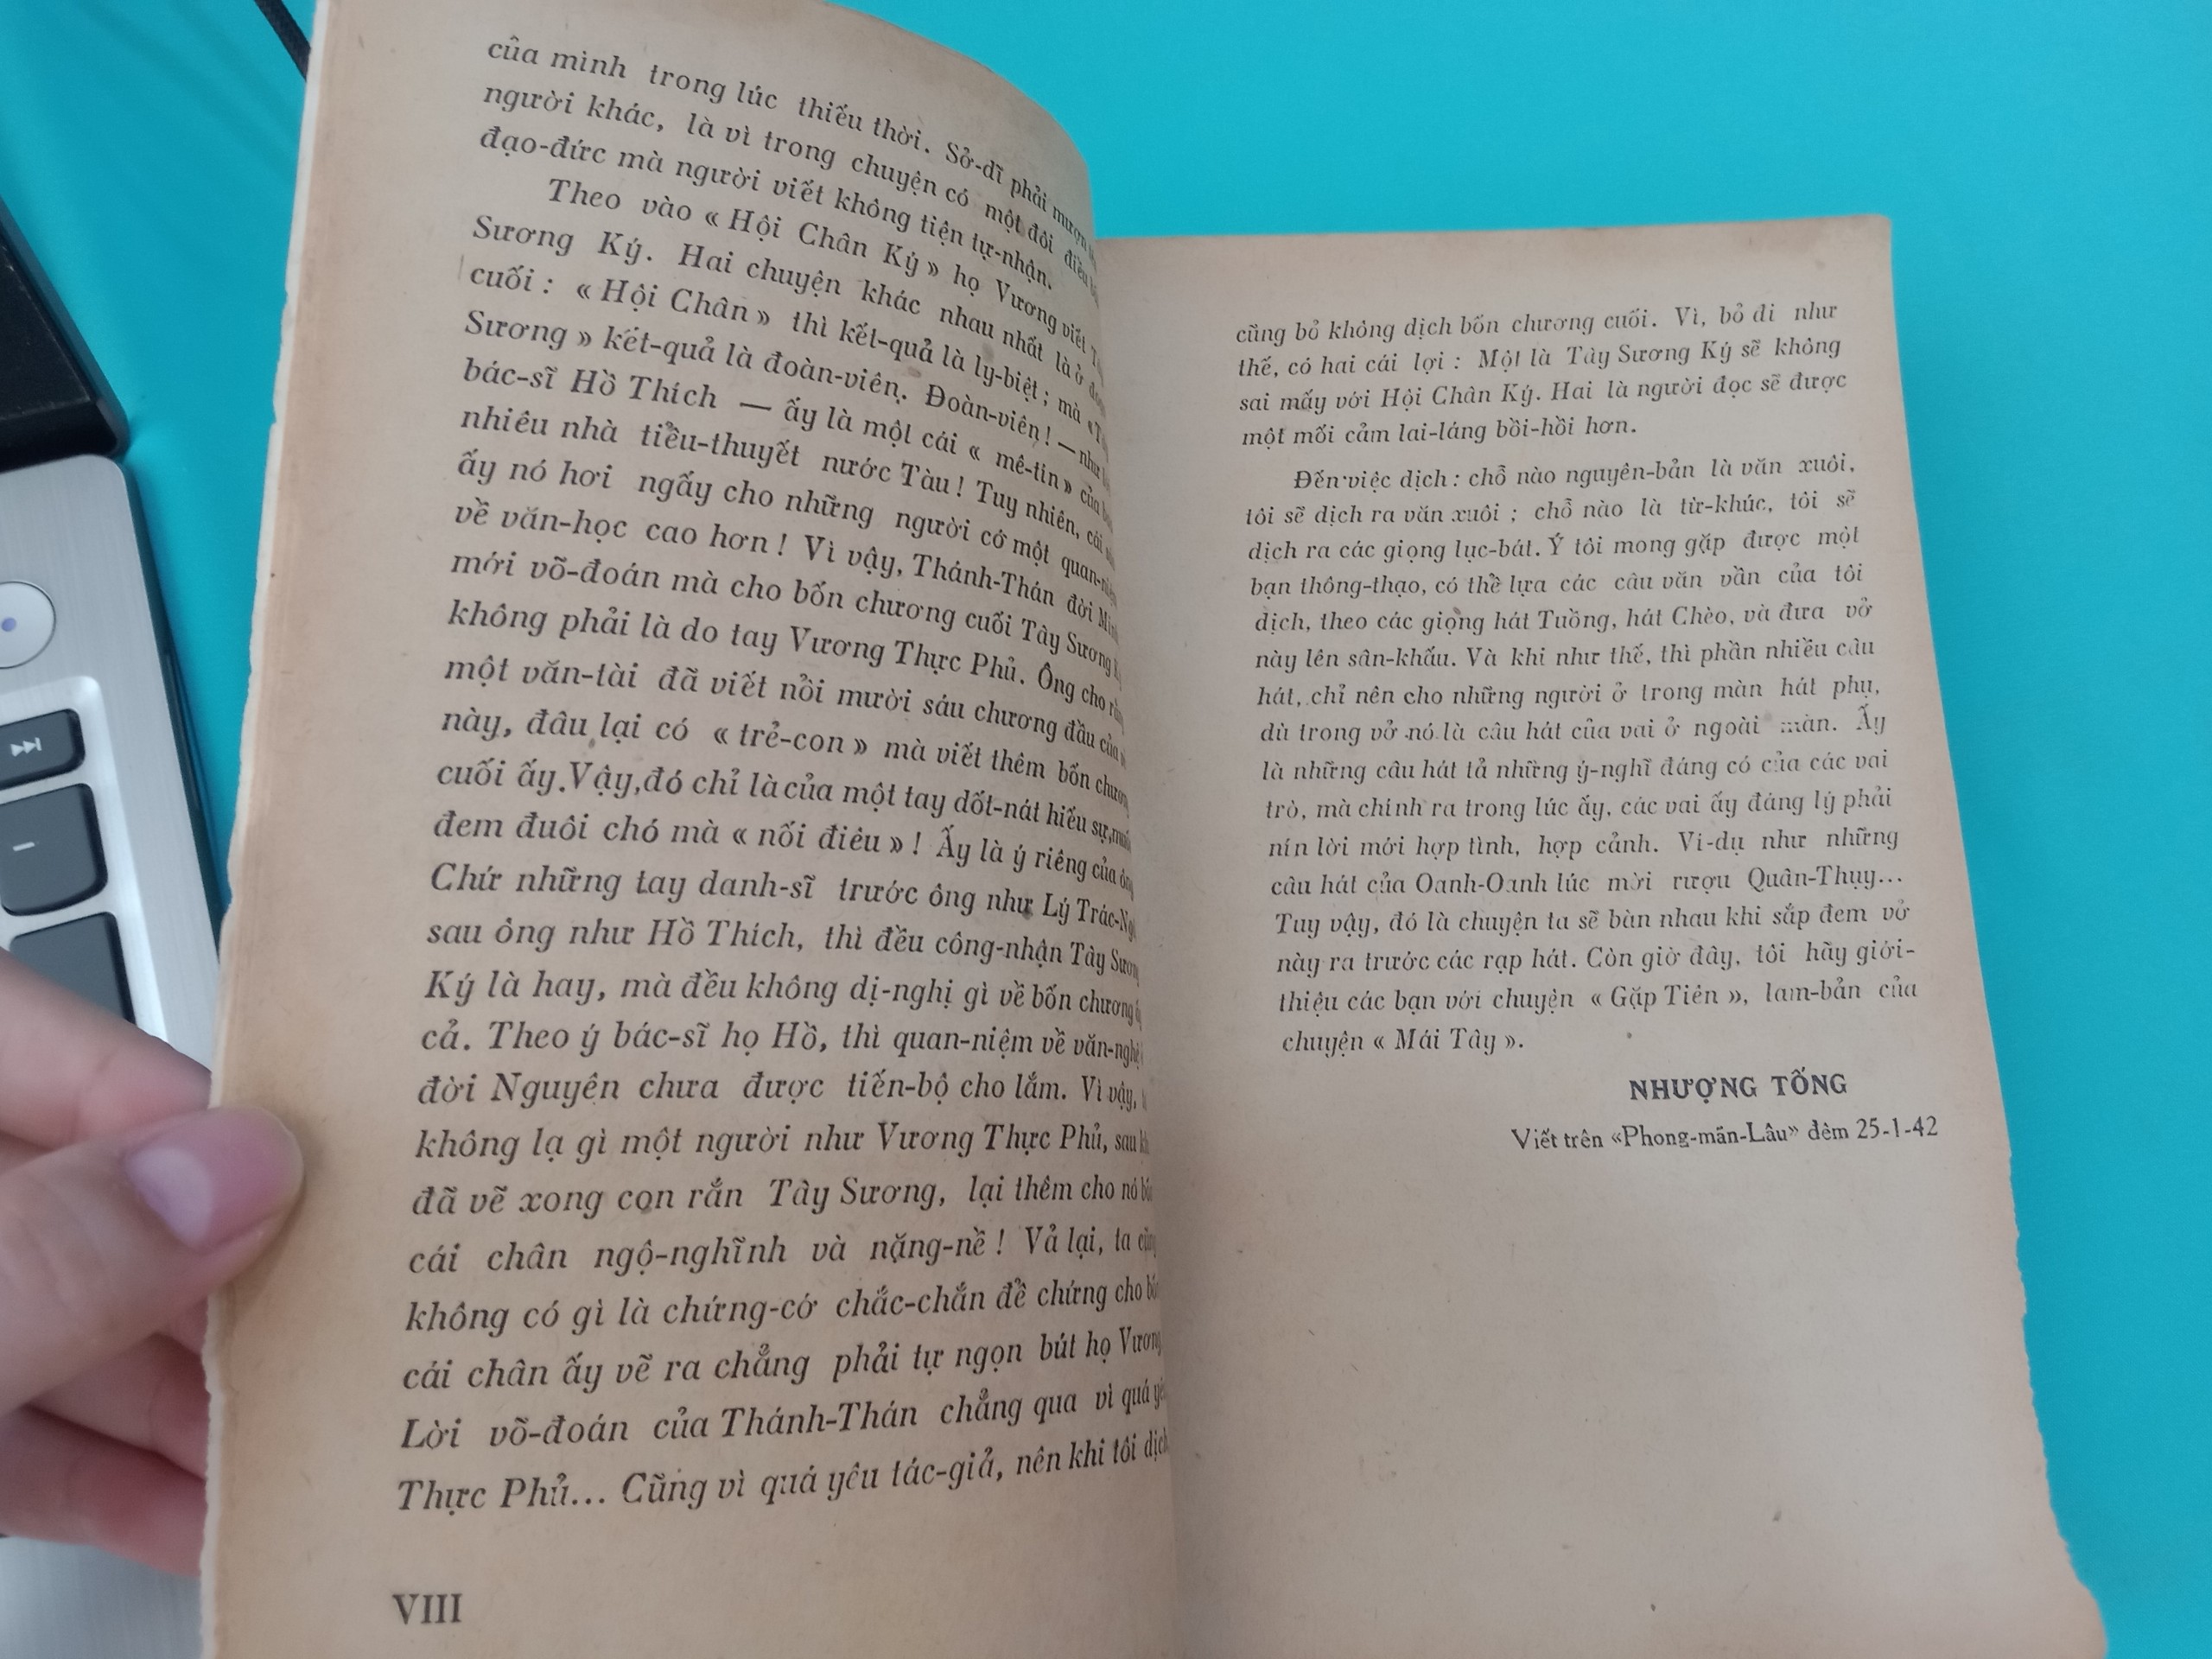 của mình trong lúc thiếu thời. Sở-dĩ phải mượn
người khác, là vì trong chuyện có một đôi điều
đạo-đức mà người viết không tiện tự-nhận.
Theo vào « Hội Chân Ký » họ Vương viết
Sương Ký. Hai chuyện khác nhau nhất là ở
cuối : « Hội Chân » thì kết-quả là ly-biệt ; mà
Sương » kết-quả là đoàn-viên. Đoàn-viên ! — như
bác-sĩ Hồ Thích — ấy là một cái « mê-tín » của
nhiêu nhà tiểu-thuyết nước Tàu ! Tuy nhiên, cái
ấy nó hơi ngấy cho những người có một quan-niệm
về văn-học cao hơn ! Vì vậy, Thánh-Thán đời Minh
mới võ-đoán mà cho bốn chương cuối Tây Sương
không phải là do tay Vương Thực Phủ. Ông cho rằng
một văn-tài đã viết nổi mười sáu chương đầu của
này, đâu lại có « trẻ-con » mà viết thêm bốn chương
cuối ấy.Vậy,đó chỉ là của một tay dốt-nát hiếu sự,
đem đuôi chó mà « nối điêu » ! Ấy là ý riêng của ông
Chứ những tay danh-sĩ trước ông như Lý Trác-Ngô
sau ông như Hồ Thích, thì đều công-nhận Tây Sương
Ký là hay, mà đều không dị-nghị gì về bốn chương
cả. Theo ý bác-sĩ họ Hồ, thì quan-niệm về văn-nghệ
đời Nguyên chưa được tiến-bộ cho lắm. Vì vậy,
không lạ gì một người như Vương Thực Phủ, sau khi
đã vẽ xong con rắn Tây Sương, lại thêm cho nó bốn
cái chân ngộ-nghĩnh và nặng-nề ! Vả lại, ta cũng
không có gì là chứng-cớ chắc-chắn để chứng cho bốn
cái chân ấy vẽ ra chẳng phải tự ngọn bút họ Vương
Lời võ-đoán của Thánh-Thán chẳng qua vì quá yêu
Thực Phủ... Cũng vì quá yêu tác-giả, nên khi tôi dịch
VIII
cũng bỏ không dịch bốn chương cuối. Vì, bỏ đi như
thế, có hai cái lợi : Một là Tây Sương Ký sẽ không
sai mấy với Hội Chân Ký. Hai là người đọc sẽ được
một mối cảm lai-láng bồi-hồi hơn.
Đến việc dịch : chỗ nào nguyên-bản là văn xuôi,
tôi sẽ dịch ra văn xuôi ; chỗ nào là từ-khúc, tôi sẽ
dịch ra các giọng lục-bát. Ý tôi mong gặp được một
bạn thông-thạo, có thể lựa các câu văn vần của tôi
dịch, theo các giọng hát Tuồng, hát Chèo, và đưa vở
này lên sân-khấu. Và khi như thế, thì phần nhiều câu
hát, chỉ nên cho những người ở trong màn hát phụ,
dù trong vở nó là câu hát của vai ở ngoài màn. Ấy
là những câu hát tả những ý-nghĩ đáng có của các vai
trò, mà chính ra trong lúc ấy, các vai ấy đáng lý phải
nín lời mới hợp tình, hợp cảnh. Ví-dụ như những
câu hát của Oanh-Oanh lúc mời rượu Quân-Thụy...
Tuy vậy, đó là chuyện ta sẽ bàn nhau khi sắp đem vở
này ra trước các rạp hát. Còn giờ đây, tôi hãy giới-
thiệu các bạn với chuyện « Gặp Tiên », lam-bản của
chuyện « Mái Tây ».
NHƯỢNG TỐNG
Viết trên «Phong-mãn-Lâu» đêm 25-1-42